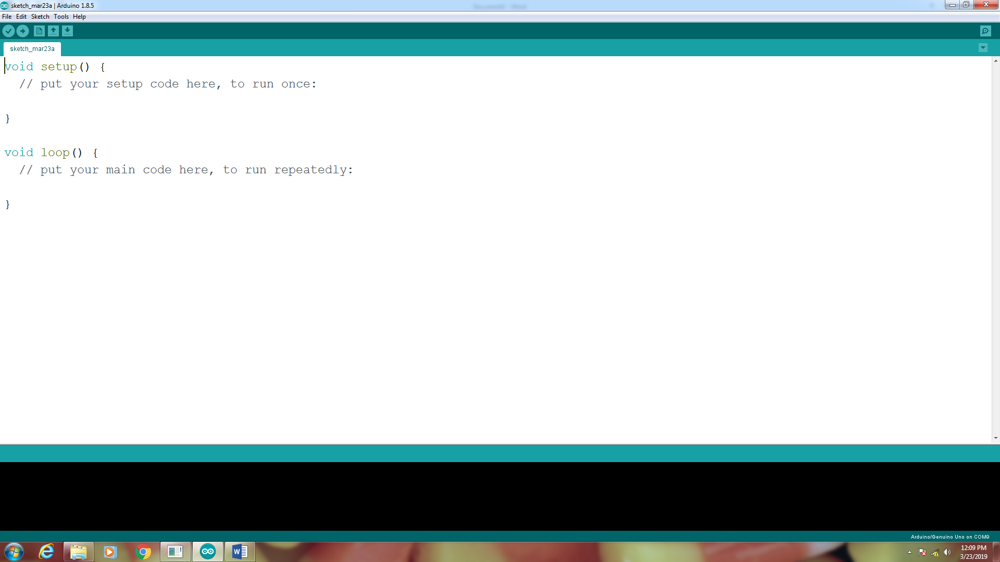 sketch_mar23a | Arduino 1.8.5
Document1 - Word
File Edit Sketch Tools Help
sketch_mar23a
void setup() {
  // put your setup code here, to run once:

}

void loop() {
  // put your main code here, to run repeatedly:

}
Arduino/Genuino Uno on COM9
12:09 PM
3/23/2019